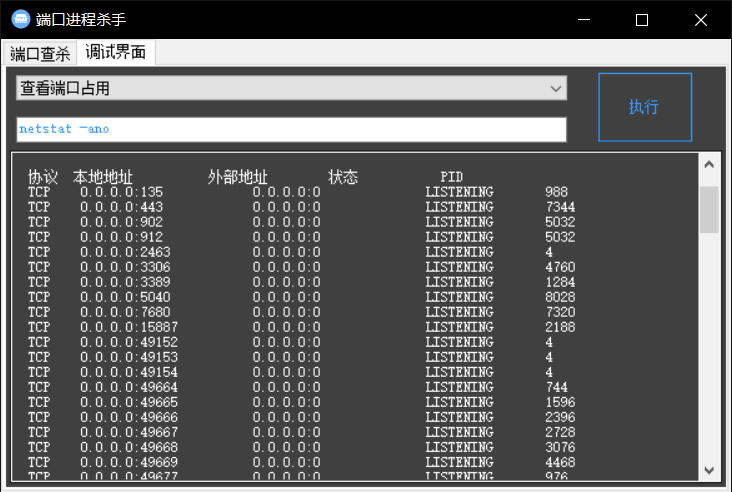 端口进程杀手
端口查杀 调试界面
查看端口占用
执行
netstat -ano
协议 本地地址 外部地址 状态 PID
TCP 0.0.0.0:135 0.0.0.0:0 LISTENING 988
TCP 0.0.0.0:443 0.0.0.0:0 LISTENING 7344
TCP 0.0.0.0:902 0.0.0.0:0 LISTENING 5032
TCP 0.0.0.0:912 0.0.0.0:0 LISTENING 5032
TCP 0.0.0.0:2463 0.0.0.0:0 LISTENING 4
TCP 0.0.0.0:3306 0.0.0.0:0 LISTENING 4760
TCP 0.0.0.0:3389 0.0.0.0:0 LISTENING 1284
TCP 0.0.0.0:5040 0.0.0.0:0 LISTENING 8028
TCP 0.0.0.0:7680 0.0.0.0:0 LISTENING 7320
TCP 0.0.0.0:15887 0.0.0.0:0 LISTENING 2188
TCP 0.0.0.0:49152 0.0.0.0:0 LISTENING 4
TCP 0.0.0.0:49153 0.0.0.0:0 LISTENING 4
TCP 0.0.0.0:49154 0.0.0.0:0 LISTENING 4
TCP 0.0.0.0:49664 0.0.0.0:0 LISTENING 744
TCP 0.0.0.0:49665 0.0.0.0:0 LISTENING 1596
TCP 0.0.0.0:49666 0.0.0.0:0 LISTENING 2396
TCP 0.0.0.0:49667 0.0.0.0:0 LISTENING 2728
TCP 0.0.0.0:49668 0.0.0.0:0 LISTENING 3076
TCP 0.0.0.0:49669 0.0.0.0:0 LISTENING 4468
TCP 0.0.0.0:49677 0.0.0.0:0 LISTENING 976